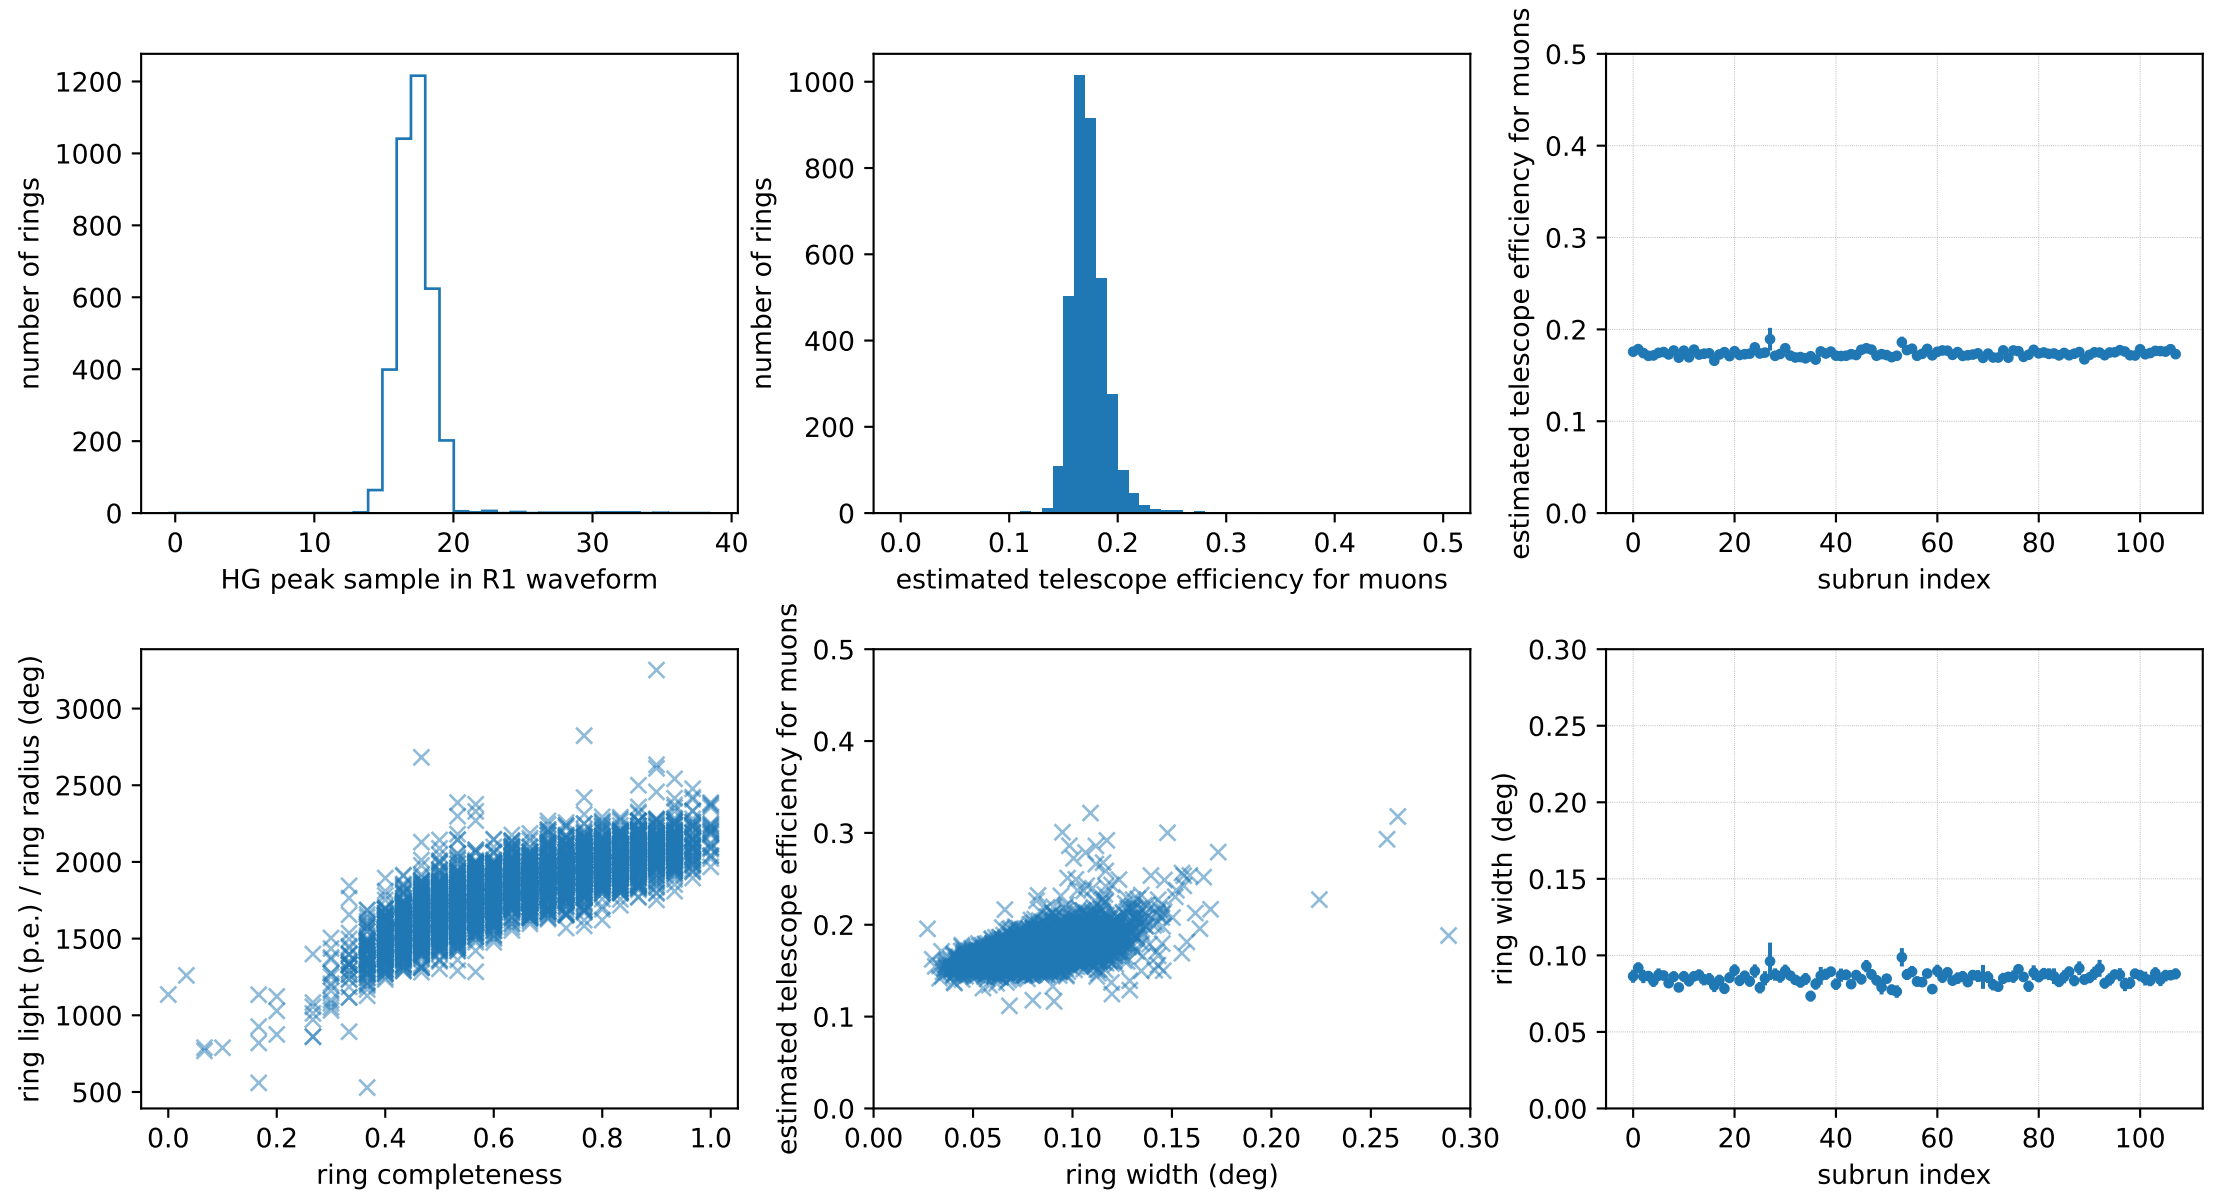 1200
1000
800
600
400
200
0
number of rings
0 10 20 30 40
HG peak sample in R1 waveform
1000
800
600
400
200
0
number of rings
0.0 0.1 0.2 0.3 0.4 0.5
estimated telescope efficiency for muons
0.5
0.4
0.3
0.2
0.1
0.0
estimated telescope efficiency for muons
0 20 40 60 80 100
subrun index
3000
2500
2000
1500
1000
500
ring light (p.e.) / ring radius (deg)
0.0 0.2 0.4 0.6 0.8 1.0
ring completeness
0.5
0.4
0.3
0.2
0.1
0.0
estimated telescope efficiency for muons
0.00 0.05 0.10 0.15 0.20 0.25 0.30
ring width (deg)
0.30
0.25
0.20
0.15
0.10
0.05
0.00
ring width (deg)
0 20 40 60 80 100
subrun index